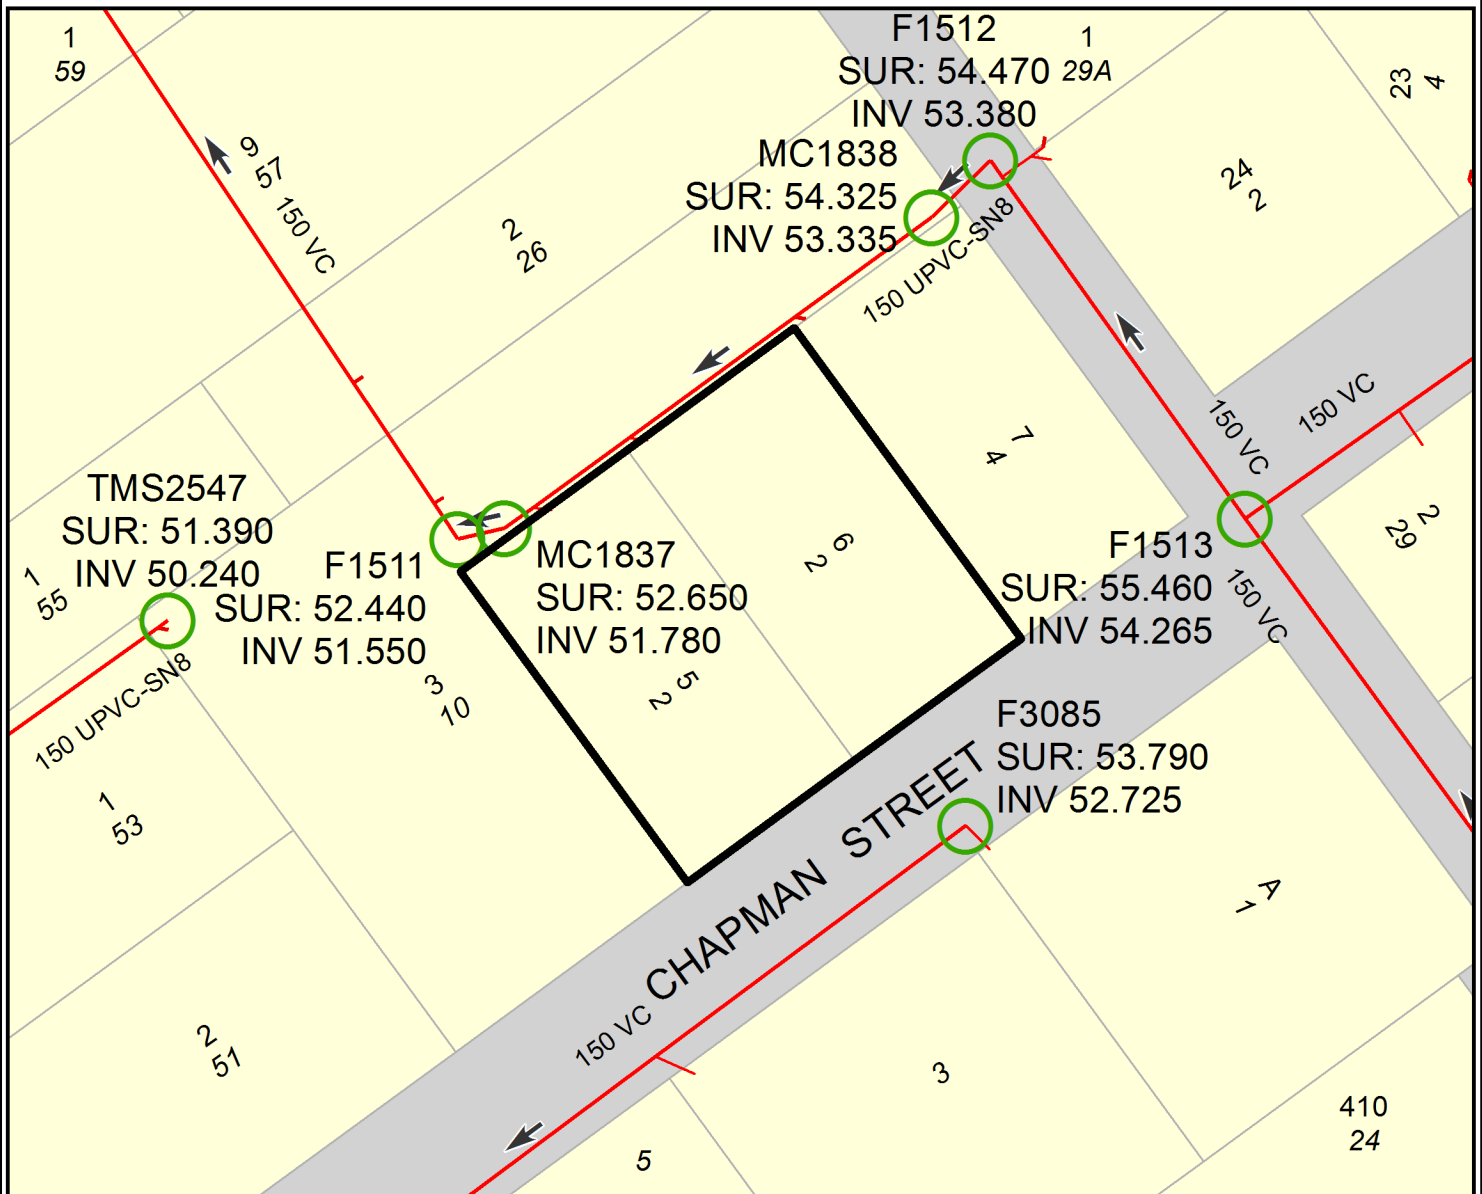 1
59
F1512
SUR: 54.470
INV 53.380
1
29A
23
4
MC1838
SUR: 54.325
INV 53.335
9
57
150 VC
2
26
24
2
150 UPVC-SN8
7
4
150 VC
150 VC
2
29
TMS2547
SUR: 51.390
INV 50.240
1
55
F1511
SUR: 52.440
INV 51.550
MC1837
SUR: 52.650
INV 51.780
6
2
F1513
SUR: 55.460
INV 54.265
150 VC
150 UPVC-SN8
3
10
5
2
F3085
SUR: 53.790
INV 52.725
1
53
CHAPMAN STREET
A
1
2
51
150 VC
3
410
24
5